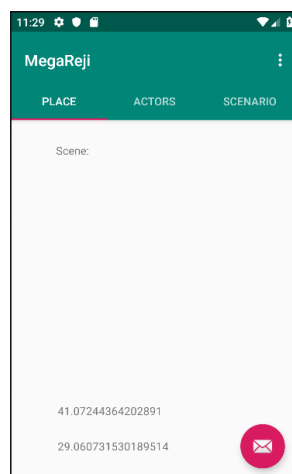 11:29
MegaReji
PLACE ACTORS SCENARIO
Scene:
41.07244364202891
29.060731530189514